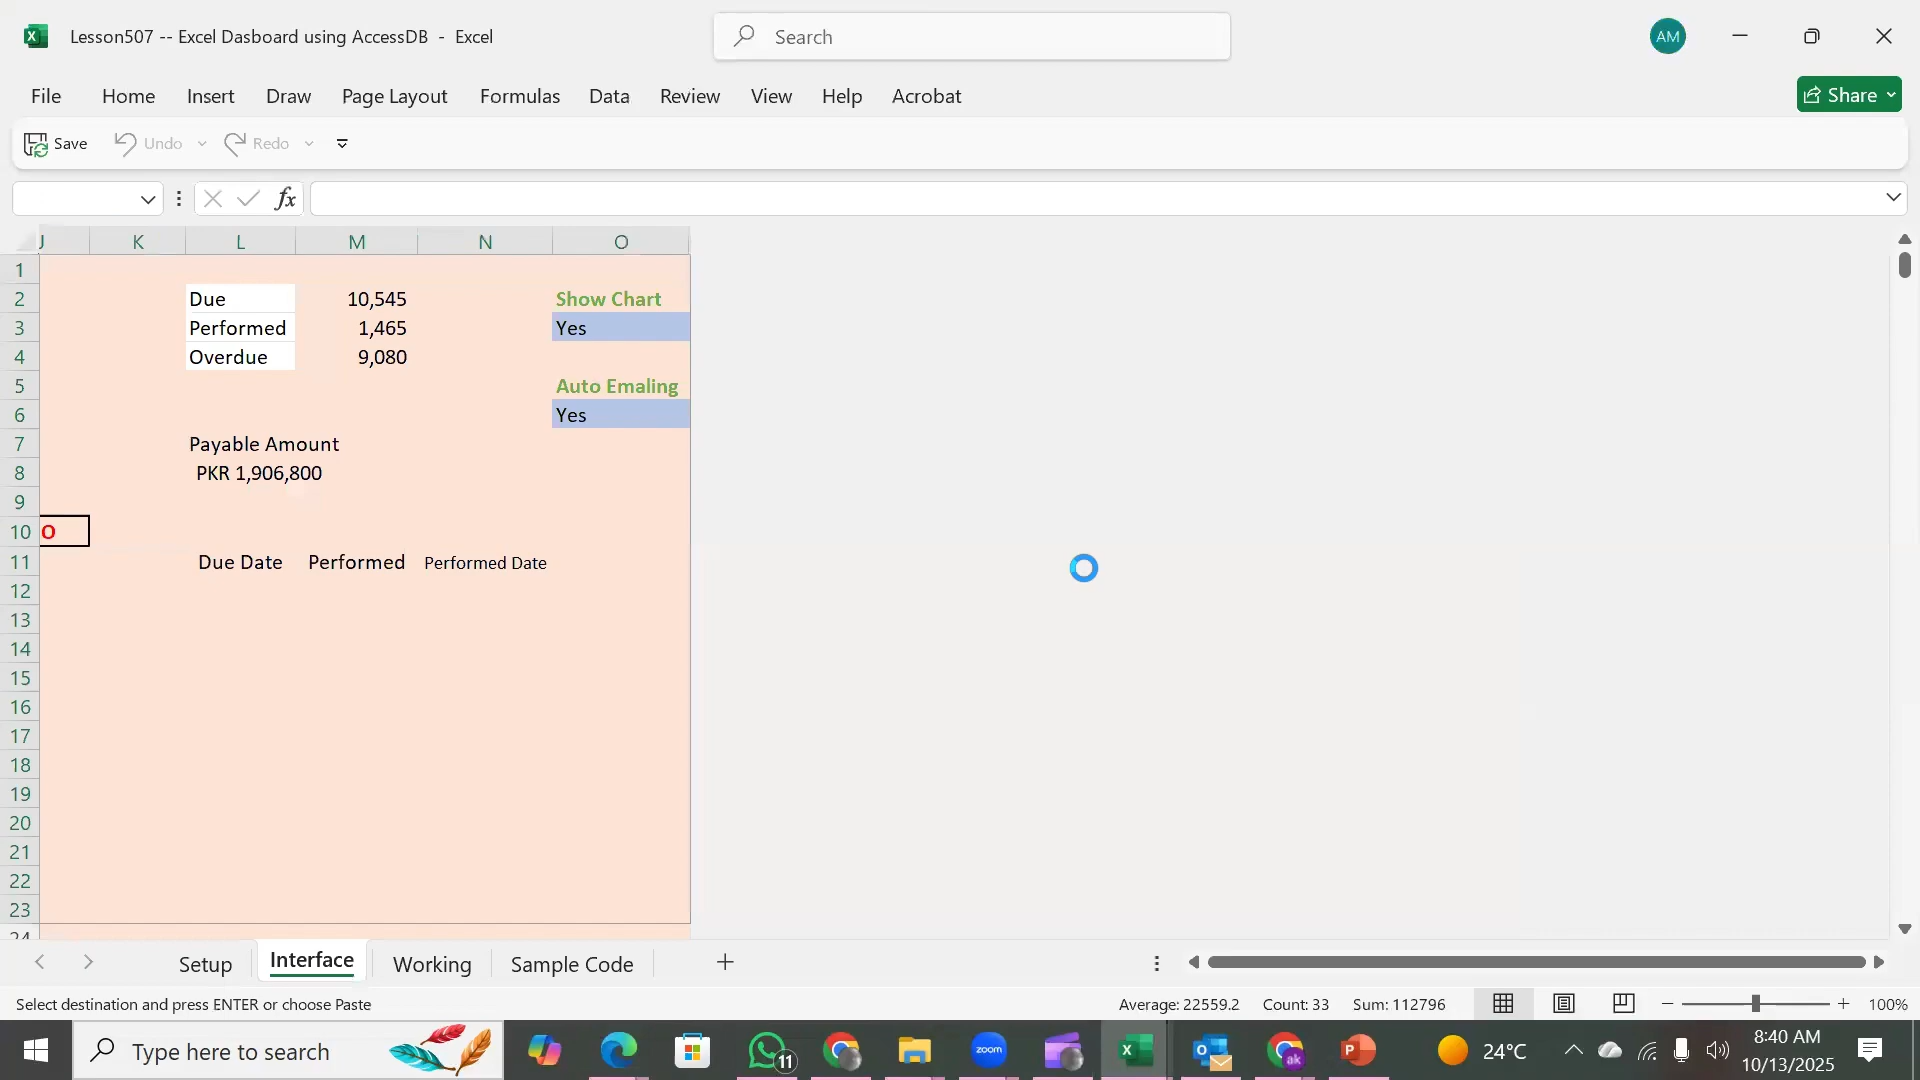 Lesson507 -- Excel Dasboard using AccessDB - Excel
Search
AM
File Home Insert Draw Page Layout Formulas Data Review View Help Acrobat
Share
Save Undo Redo
fx
J K L M N O
1
2 Due 10,545 Show Chart
3 Performed 1,465 Yes
4 Overdue 9,080
5 Auto Emaling
6 Yes
7 Payable Amount
8 PKR 1,906,800
9
10 O
11 Due Date Performed Performed Date
12
13
14
15
16
17
18
19
20
21
22
23
24
Setup Interface Working Sample Code
Select destination and press ENTER or choose Paste Average: 22559.2 Count: 33 Sum: 112796 100%
Type here to search
11
zoom
ak
24°C
8:40 AM
10/13/2025